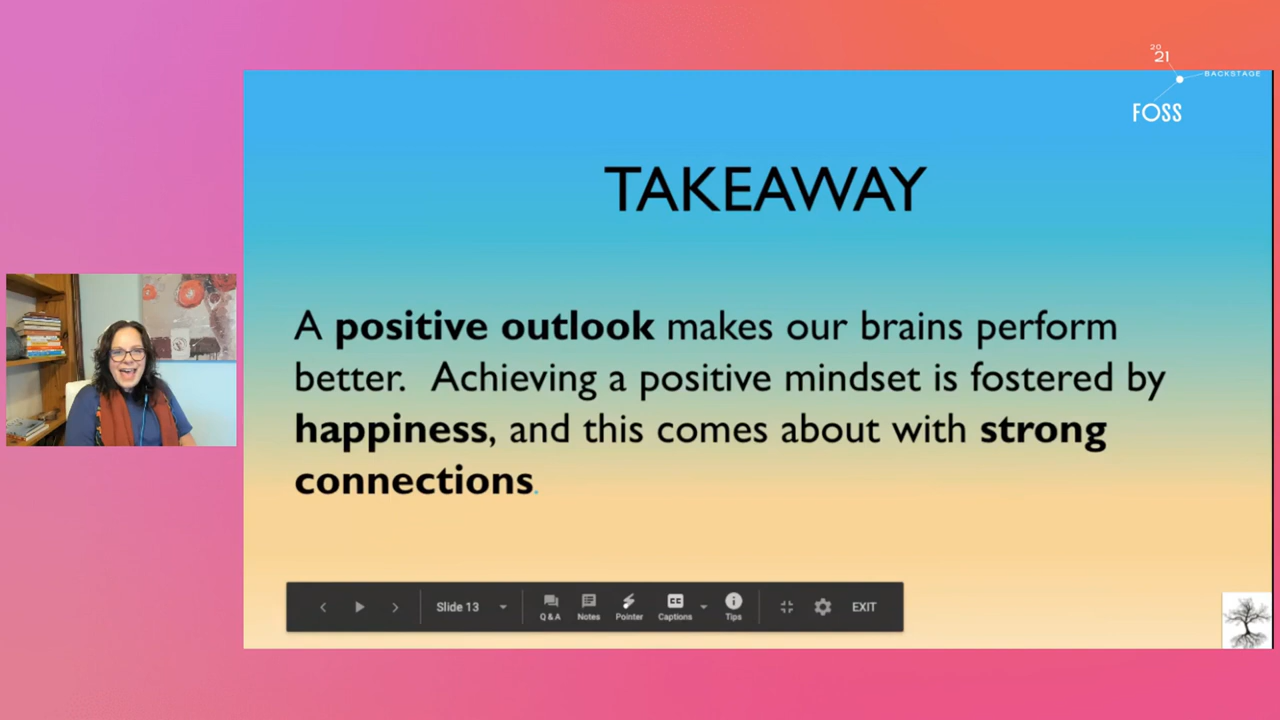 20
21
BACKSTAGE
FOSS
TAKEAWAY
A positive outlook makes our brains perform
better. Achieving a positive mindset is fostered by
happiness, and this comes about with strong
connections.
Slide 13
Q & A
Notes
Pointer
CC
Captions
Tips
EXIT